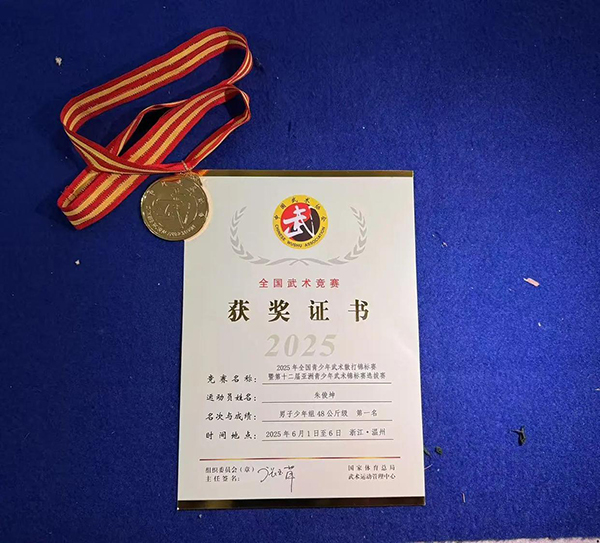 中国武术协会
武
CHINESE WUSHU ASSOCIATION
全国武术竞赛
获奖证书
2025
2025年全国青少年武术散打锦标赛
竞赛名称：暨第十二届亚洲青少年武术锦标赛选拔赛
运动员姓名：朱俊坤
名次与成绩：男子少年组48公斤级 第一名
时间地点：2025年6月1日至6日 浙江·温州
组织委员会（章）
主任签名：
国家体育总局
武术运动管理中心